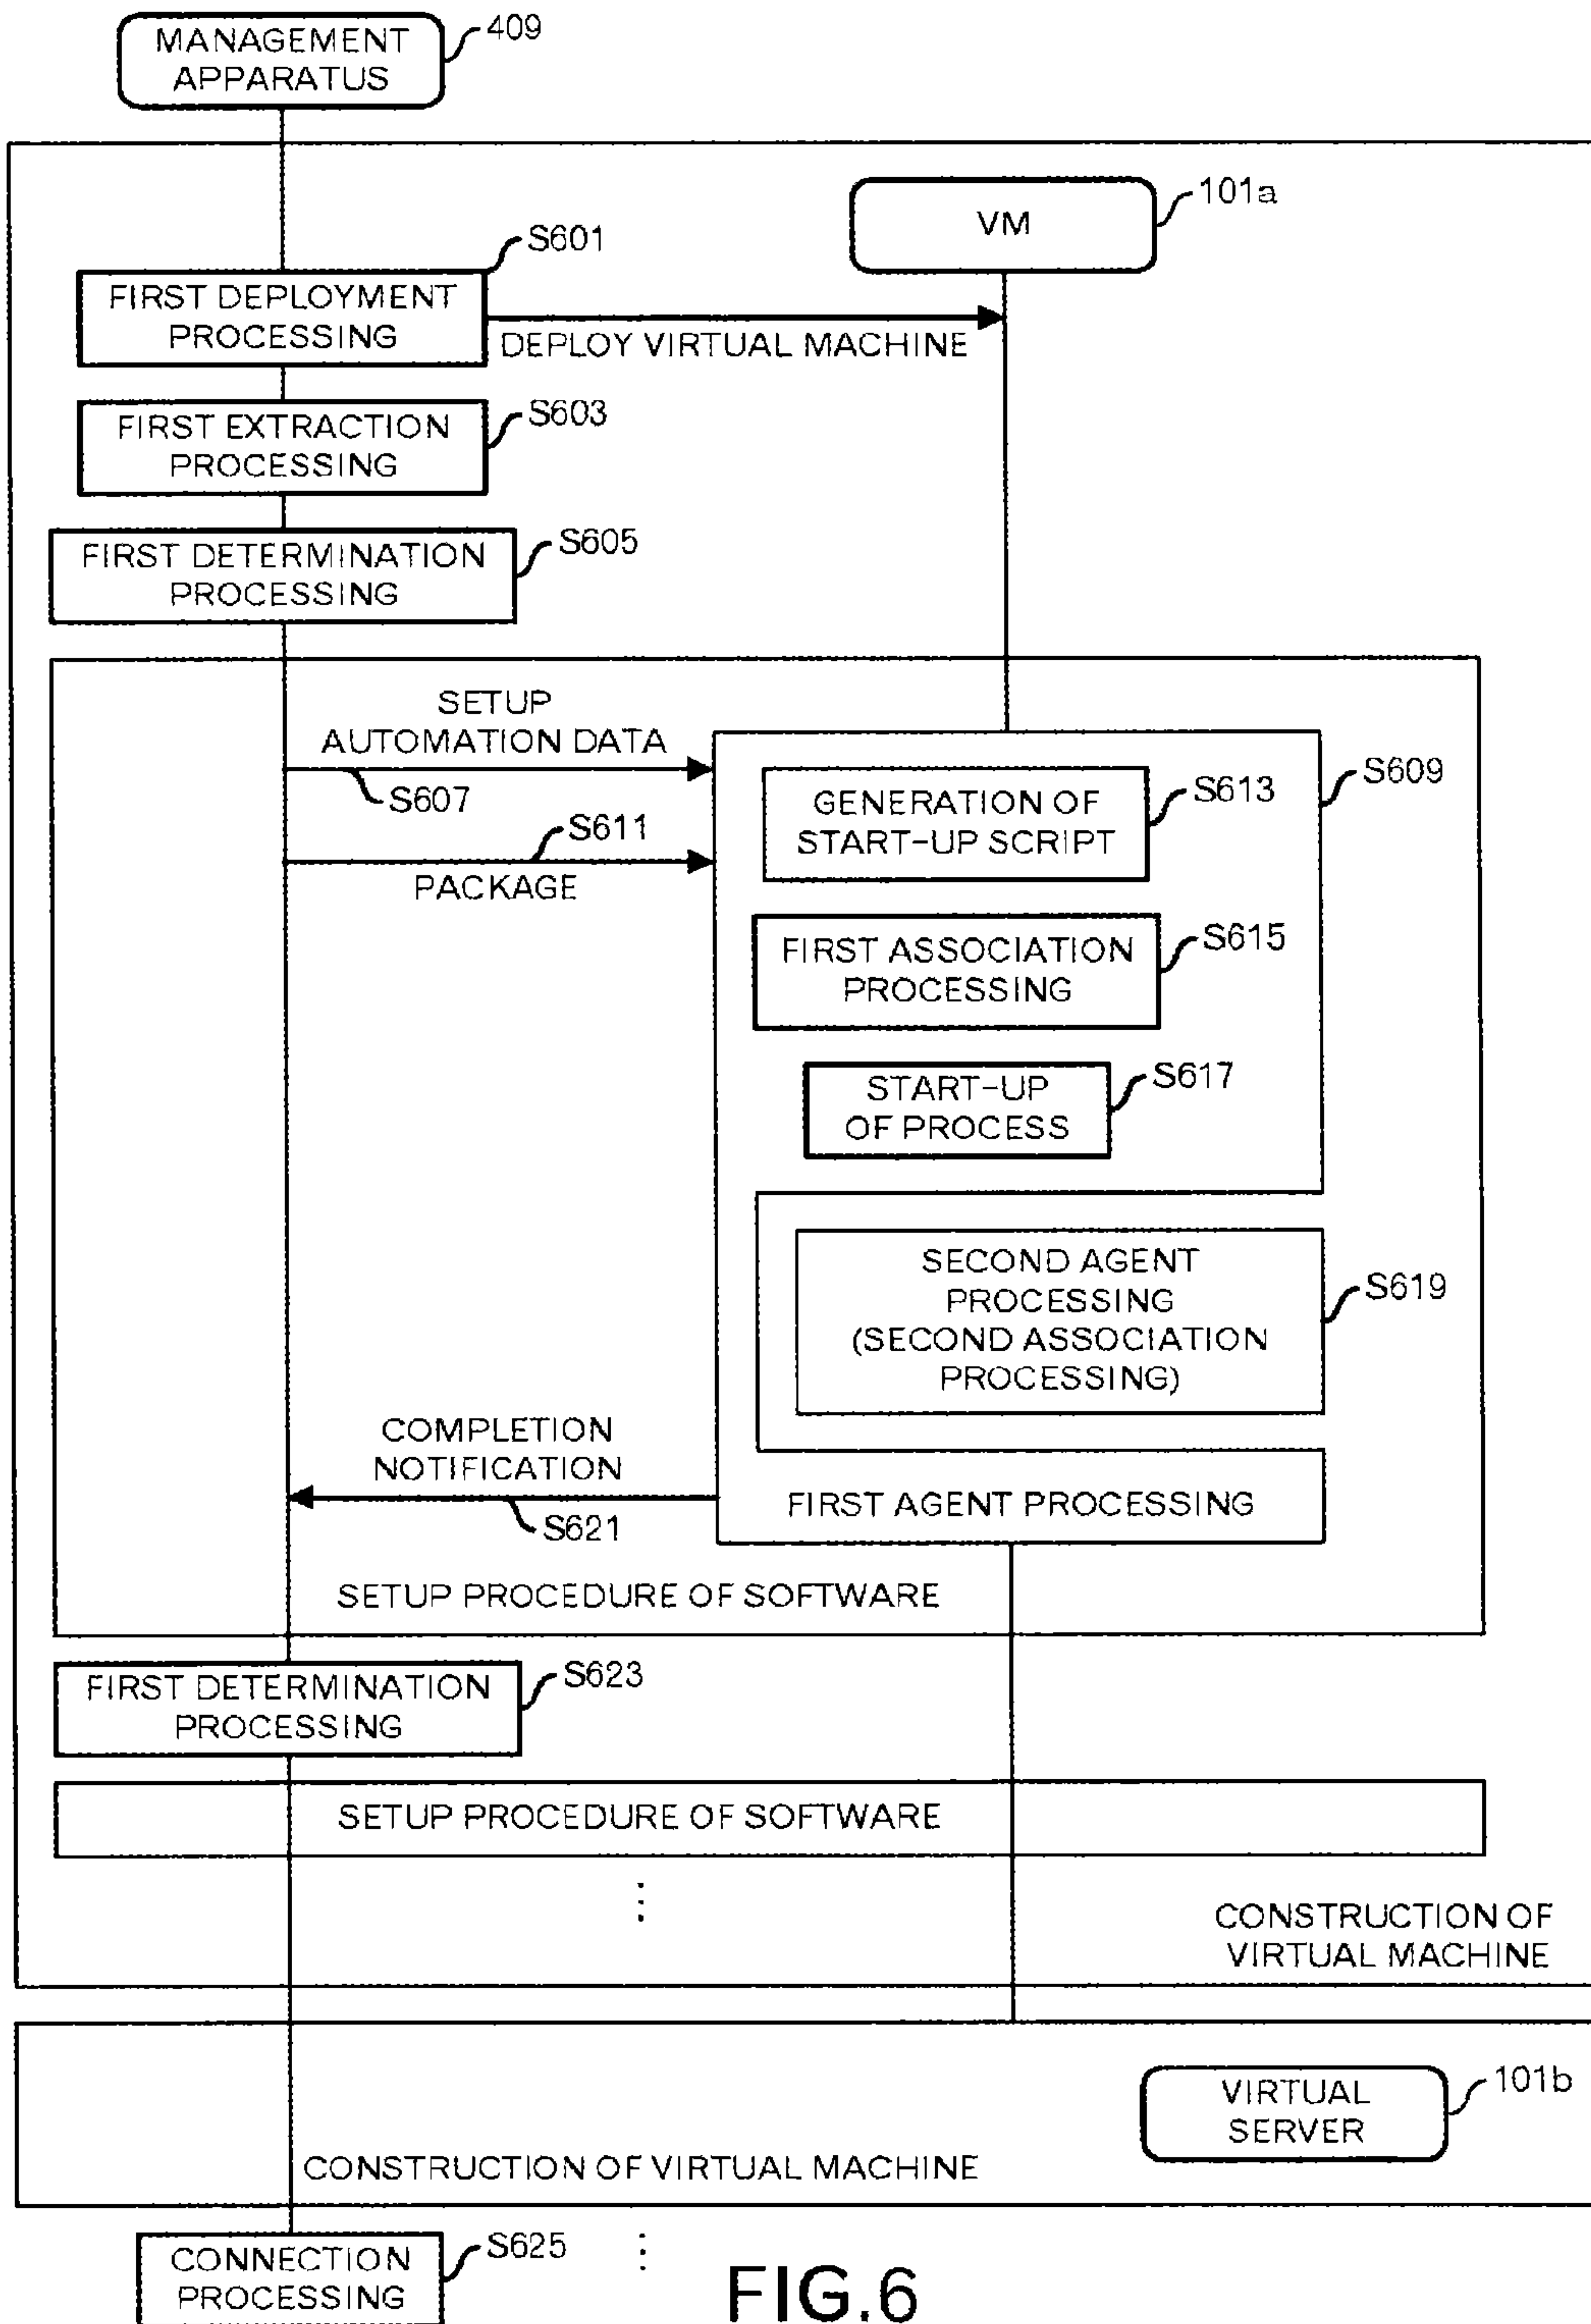 MANAGEMENT
APPARATUS
409
VM
101a
S601
FIRST DEPLOYMENT
PROCESSING
DEPLOY VIRTUAL MACHINE
S603
FIRST EXTRACTION
PROCESSING
S605
FIRST DETERMINATION
PROCESSING
SETUP
AUTOMATION DATA
S607
S611
PACKAGE
S609
GENERATION OF
START-UP SCRIPT
S613
FIRST ASSOCIATION
PROCESSING
S615
START-UP
OF PROCESS
S617
SECOND AGENT
PROCESSING
(SECOND ASSOCIATION
PROCESSING)
S619
COMPLETION
NOTIFICATION
S621
FIRST AGENT PROCESSING
SETUP PROCEDURE OF SOFTWARE
FIRST DETERMINATION
PROCESSING
S623
SETUP PROCEDURE OF SOFTWARE
⋮
CONSTRUCTION OF
VIRTUAL MACHINE
VIRTUAL
SERVER
101b
CONSTRUCTION OF VIRTUAL MACHINE
CONNECTION
PROCESSING
S625
⋮
FIG.6